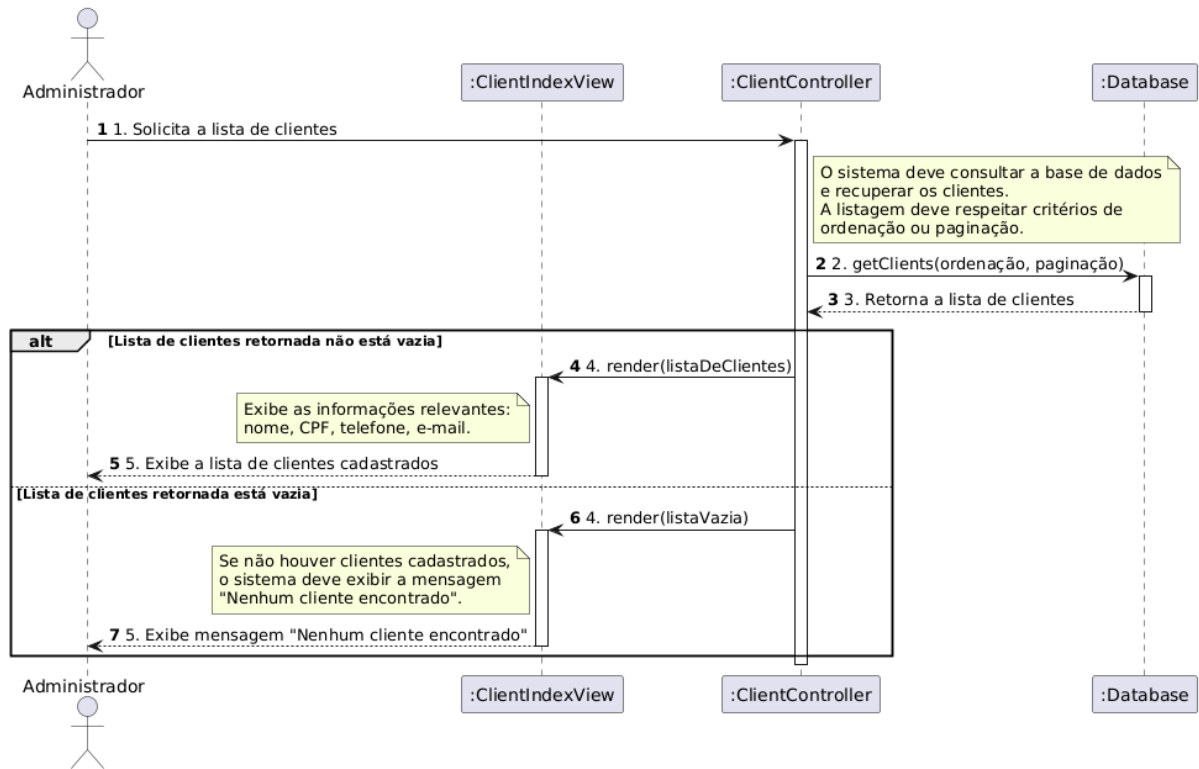 Administrador
:ClientIndexView
:ClientController
:Database
1 1. Solicita a lista de clientes
O sistema deve consultar a base de dados
e recuperar os clientes.
A listagem deve respeitar critérios de
ordenação ou paginação.
2 2. getClients(ordenação, paginação)
3 3. Retorna a lista de clientes
alt
[Lista de clientes retornada não está vazia]
4 4. render(listaDeClientes)
Exibe as informações relevantes:
nome, CPF, telefone, e-mail.
5 5. Exibe a lista de clientes cadastrados
[Lista de clientes retornada está vazia]
6 4. render(listaVazia)
Se não houver clientes cadastrados,
o sistema deve exibir a mensagem
"Nenhum cliente encontrado".
7 5. Exibe mensagem "Nenhum cliente encontrado"
Administrador
:ClientIndexView
:ClientController
:Database